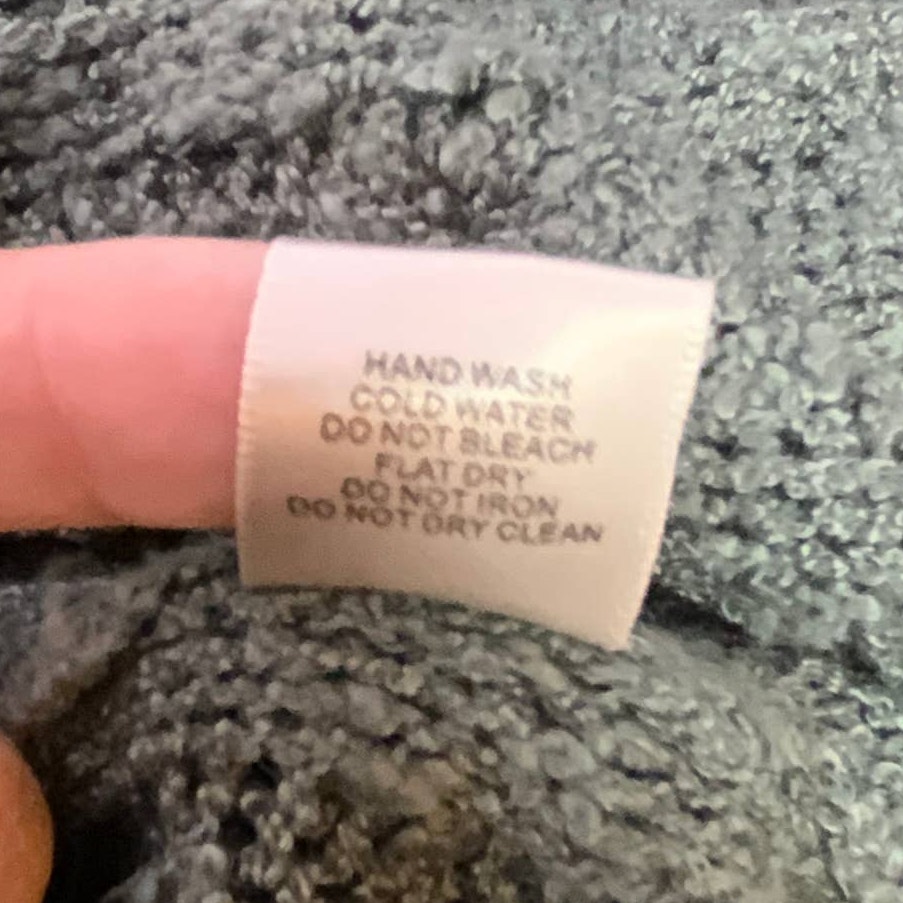 HAND WASH
COLD WATER
DO NOT BLEACH
FLAT DRY
DO NOT IRON
DO NOT DRY CLEAN